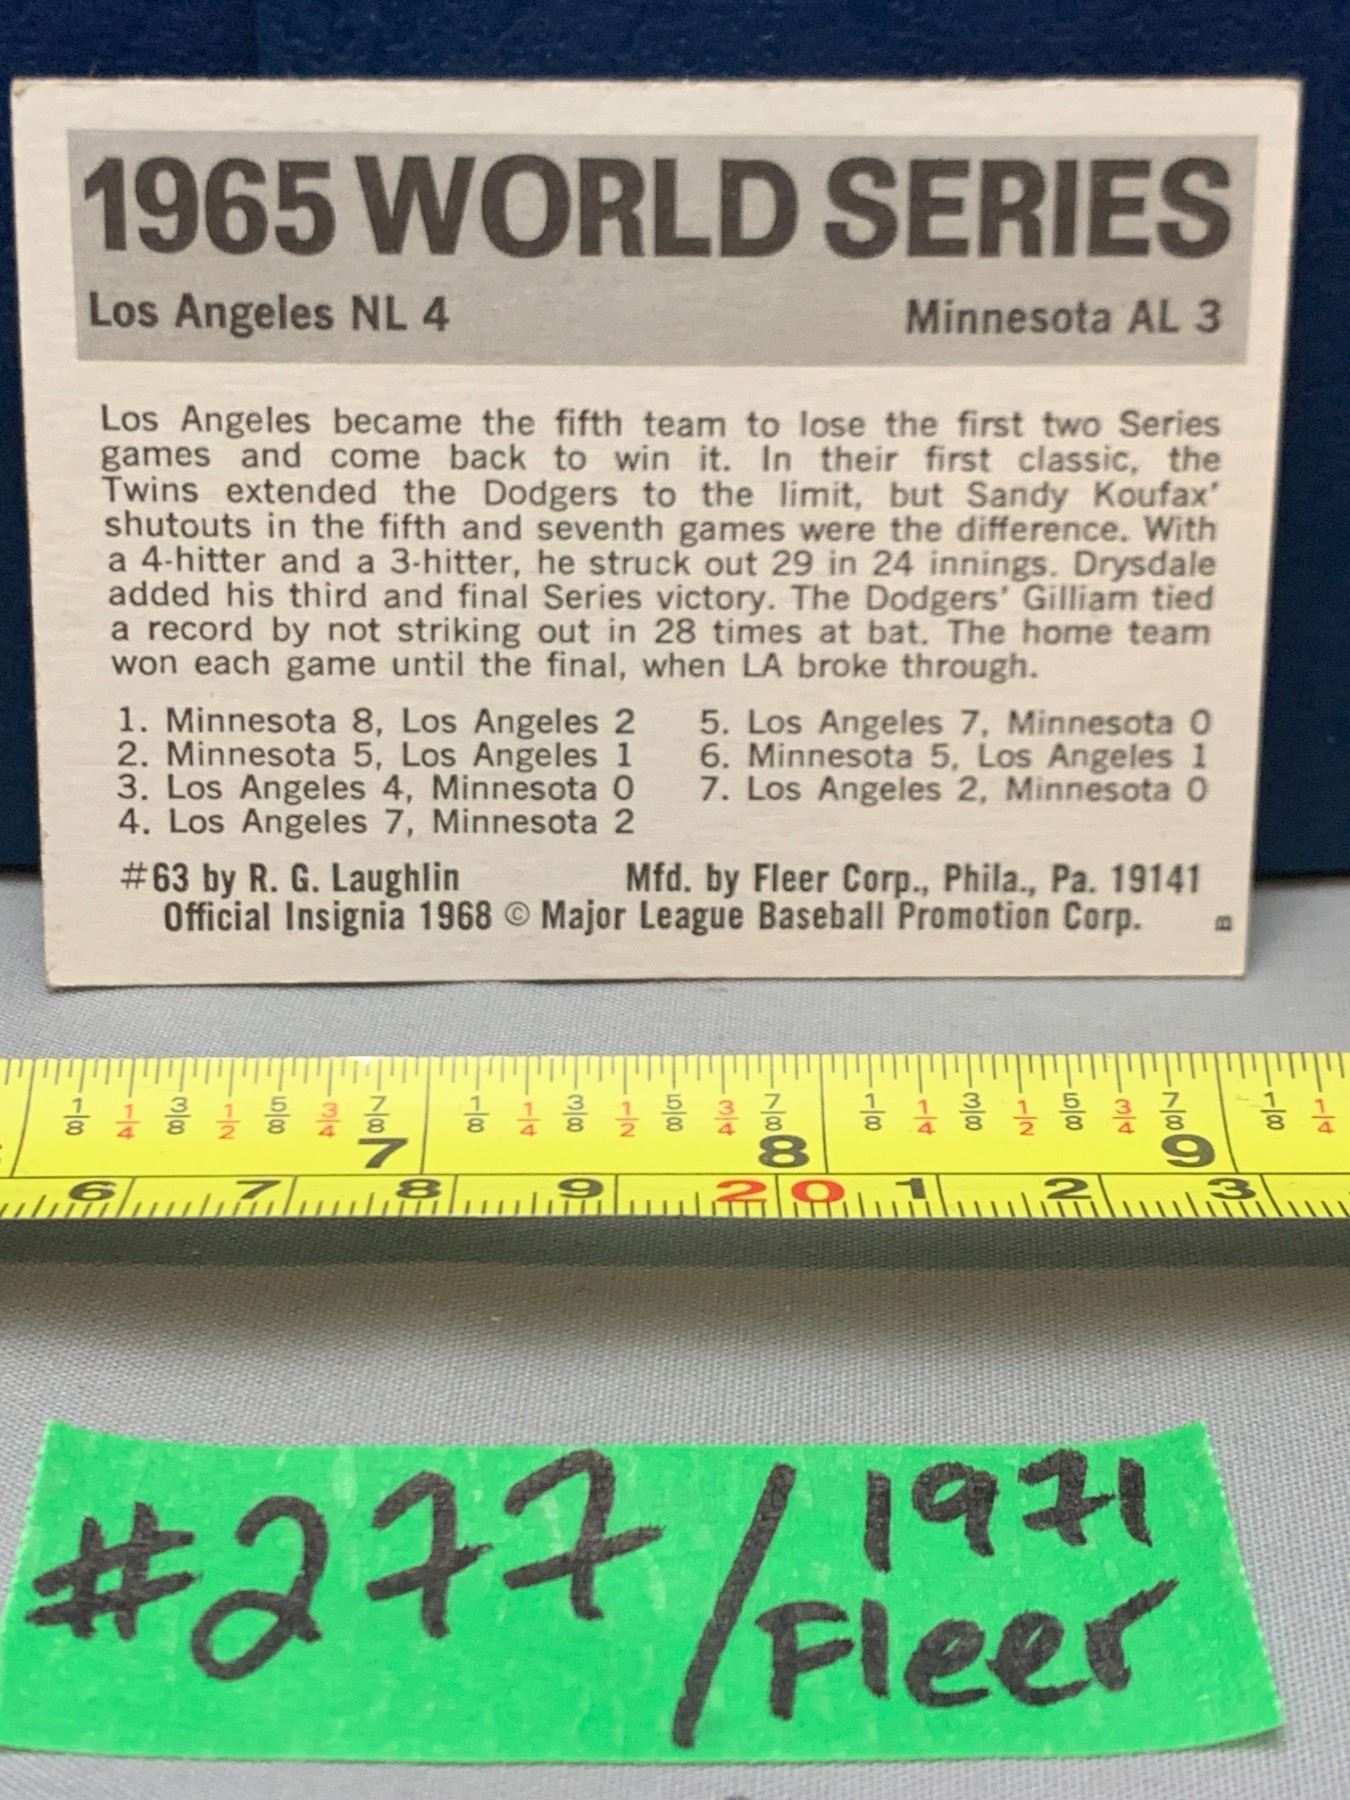 1965 WORLD SERIES
Los Angeles NL 4 Minnesota AL 3
Los Angeles became the fifth team to lose the first two Series
games and come back to win it. In their first classic, the
Twins extended the Dodgers to the limit, but Sandy Koufax'
shutouts in the fifth and seventh games were the difference. With
a 4-hitter and a 3-hitter, he struck out 29 in 24 innings. Drysdale
added his third and final Series victory. The Dodgers' Gilliam tied
a record by not striking out in 28 times at bat. The home team
won each game until the final, when LA broke through.
1. Minnesota 8, Los Angeles 2
2. Minnesota 5, Los Angeles 1
3. Los Angeles 4, Minnesota 0
4. Los Angeles 7, Minnesota 2
5. Los Angeles 7, Minnesota 0
6. Minnesota 5, Los Angeles 1
7. Los Angeles 2, Minnesota 0
#63 by R. G. Laughlin Mfd. by Fleer Corp., Phila., Pa. 19141
Official Insignia 1968 © Major League Baseball Promotion Corp. B
1/8 1/4 3/8 1/2 5/8 3/4 7/8 1/8 1/4 3/8 1/2 5/8 3/4 7/8 1/8 1/4 3/8 1/2 5/8 3/4 7/8 1/8 1/4
7 8 9
6 7 8 9 20 1 2 3
#277/1971
Fleer